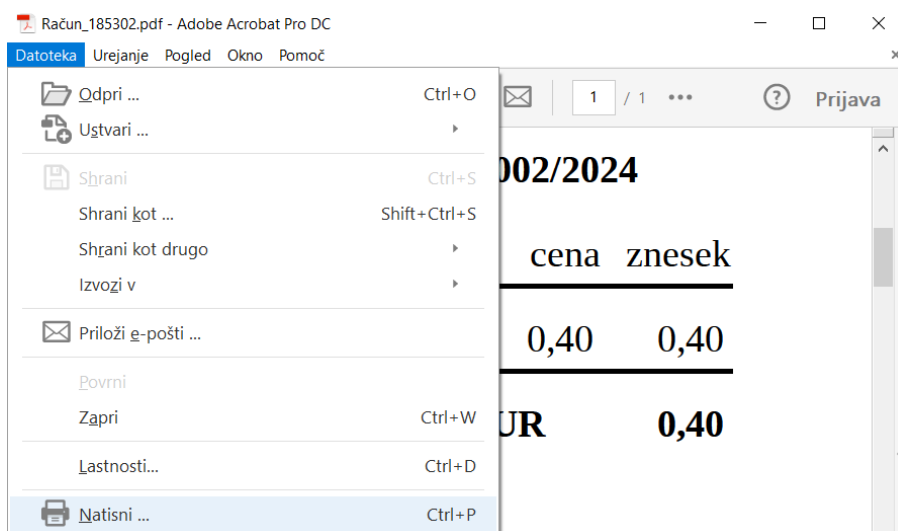 Račun_185302.pdf - Adobe Acrobat Pro DC
Datoteka Urejanje Pogled Okno Pomoč
Odpri ... Ctrl+O
Ustvari ...
Shrani Ctrl+S
Shrani kot ... Shift+Ctrl+S
Shrani kot drugo
Izvozi v
Priloži e-pošti ...
Povrni
Zapri Ctrl+W
Lastnosti... Ctrl+D
Natisni ... Ctrl+P
1 / 1 ••• ? Prijava
002/2024
cena znesek
0,40 0,40
UR 0,40